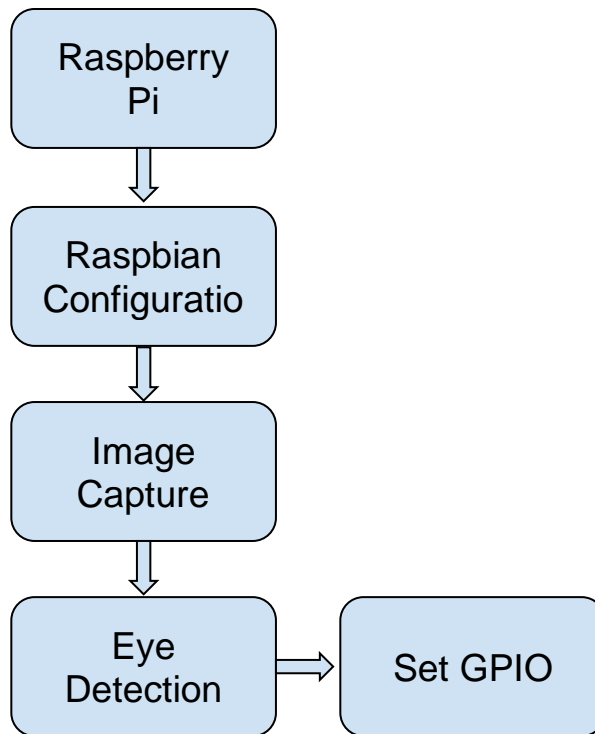 Raspberry
Pi
Raspbian
Configuratio
Image
Capture
Eye
Detection
Set GPIO